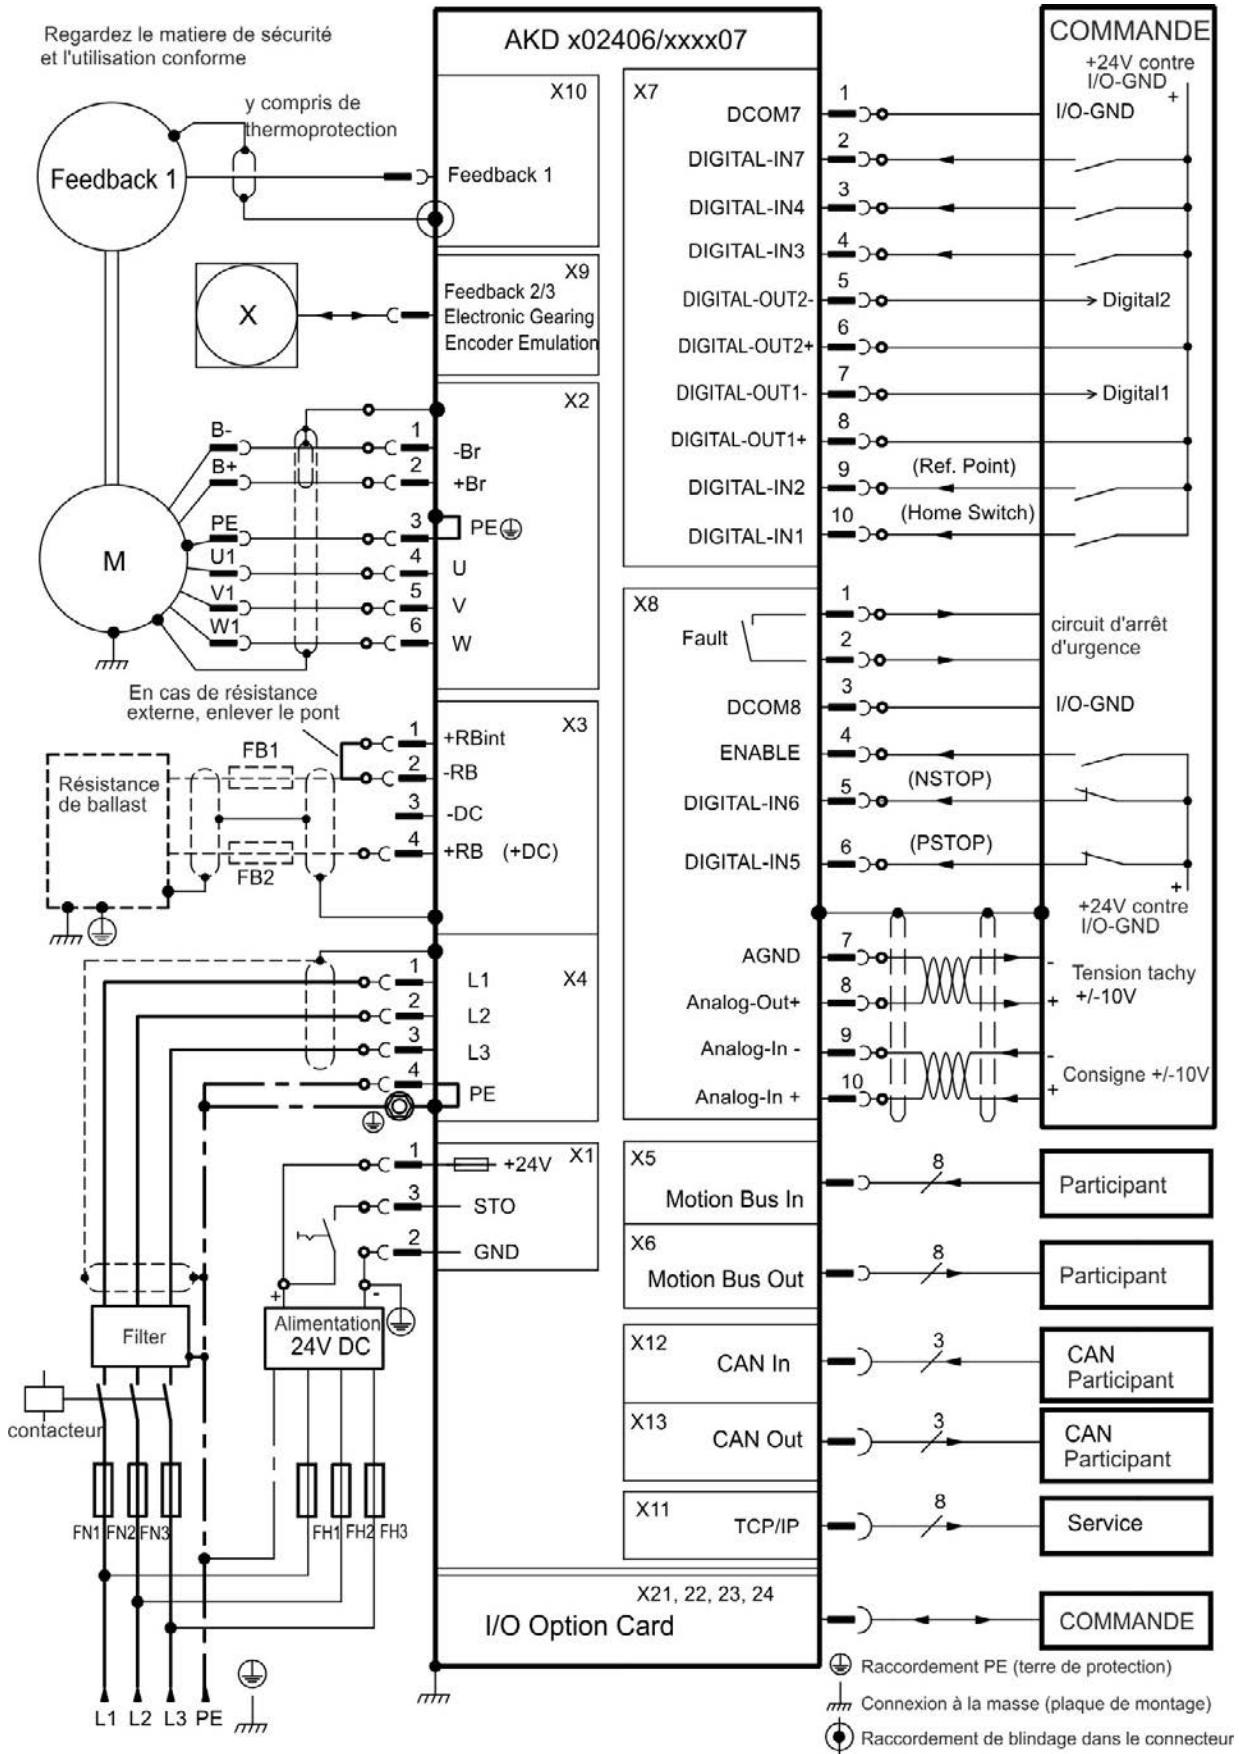 Regardez le matiere de sécurité
et l'utilisation conforme
y compris de
thermoprotection
Feedback 1
X
B-
B+
PE
U1
V1
W1
M
En cas de résistance
externe, enlever le pont
Résistance
de ballast
FB1
FB2
AKD x02406/xxxx07
X10
Feedback 1
X9
Feedback 2/3
Electronic Gearing
Encoder Emulation
X2
1
-Br
2
+Br
3
PE
4
U
5
V
6
W
X3
1
+RBint
2
-RB
3
-DC
4
+RB (+DC)
X4
1
L1
2
L2
3
L3
4
PE
X1
1
+24V
3
STO
2
GND
+
-
Alimentation
24V DC
Filter
contacteur
FN1 FN2 FN3
FH1 FH2 FH3
L1 L2 L3 PE
X7
DCOM7
1
DIGITAL-IN7
2
DIGITAL-IN4
3
DIGITAL-IN3
4
DIGITAL-OUT2-
5
DIGITAL-OUT2+
6
DIGITAL-OUT1-
7
DIGITAL-OUT1+
8
DIGITAL-IN2
9
(Ref. Point)
DIGITAL-IN1
10
(Home Switch)
X8
Fault
1
2
DCOM8
3
ENABLE
4
DIGITAL-IN6
5
(NSTOP)
DIGITAL-IN5
6
(PSTOP)
AGND
7
Analog-Out+
8
Analog-In -
9
Analog-In +
10
COMMANDE
+24V contre
I/O-GND
+
I/O-GND
Digital2
Digital1
circuit d'arrêt
d'urgence
I/O-GND
+
+24V contre
I/O-GND
-
Tension tachy
+/-10V
+
-
Consigne +/-10V
+
X5
Motion Bus In
8
Participant
X6
Motion Bus Out
8
Participant
X12
CAN In
3
CAN
Participant
X13
CAN Out
3
CAN
Participant
X11
TCP/IP
8
Service
X21, 22, 23, 24
I/O Option Card
COMMANDE
Raccordement PE (terre de protection)
Connexion à la masse (plaque de montage)
Raccordement de blindage dans le connecteur